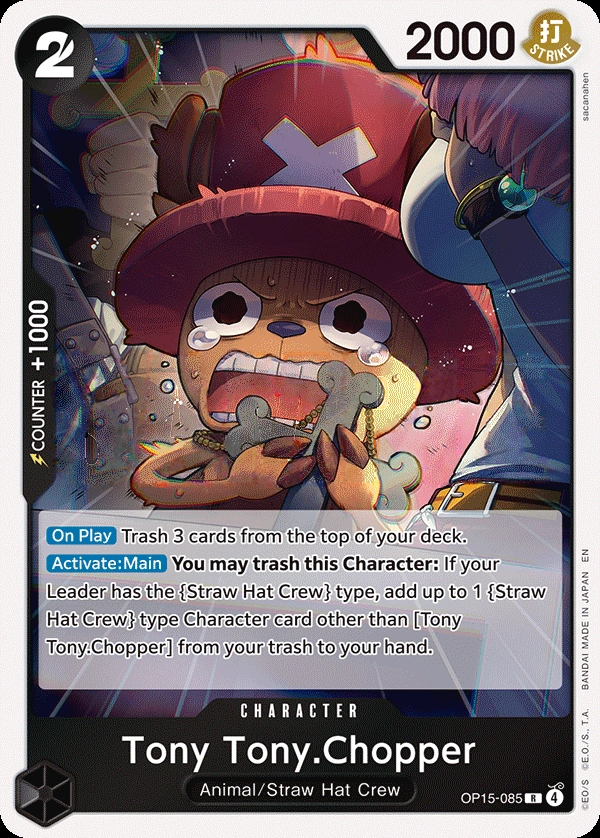 2
2000
打
STRIKE
sacanahen
COUNTER +1000
On Play Trash 3 cards from the top of your deck.
Activate:Main You may trash this Character: If your
Leader has the {Straw Hat Crew} type, add up to 1 {Straw
Hat Crew} type Character card other than [Tony
Tony.Chopper] from your trash to your hand.
CHARACTER
Tony Tony.Chopper
Animal/Straw Hat Crew
OP15-085 R 4
©E.O/S ©E.O./S., T.A. BANDAI MADE IN JAPAN EN